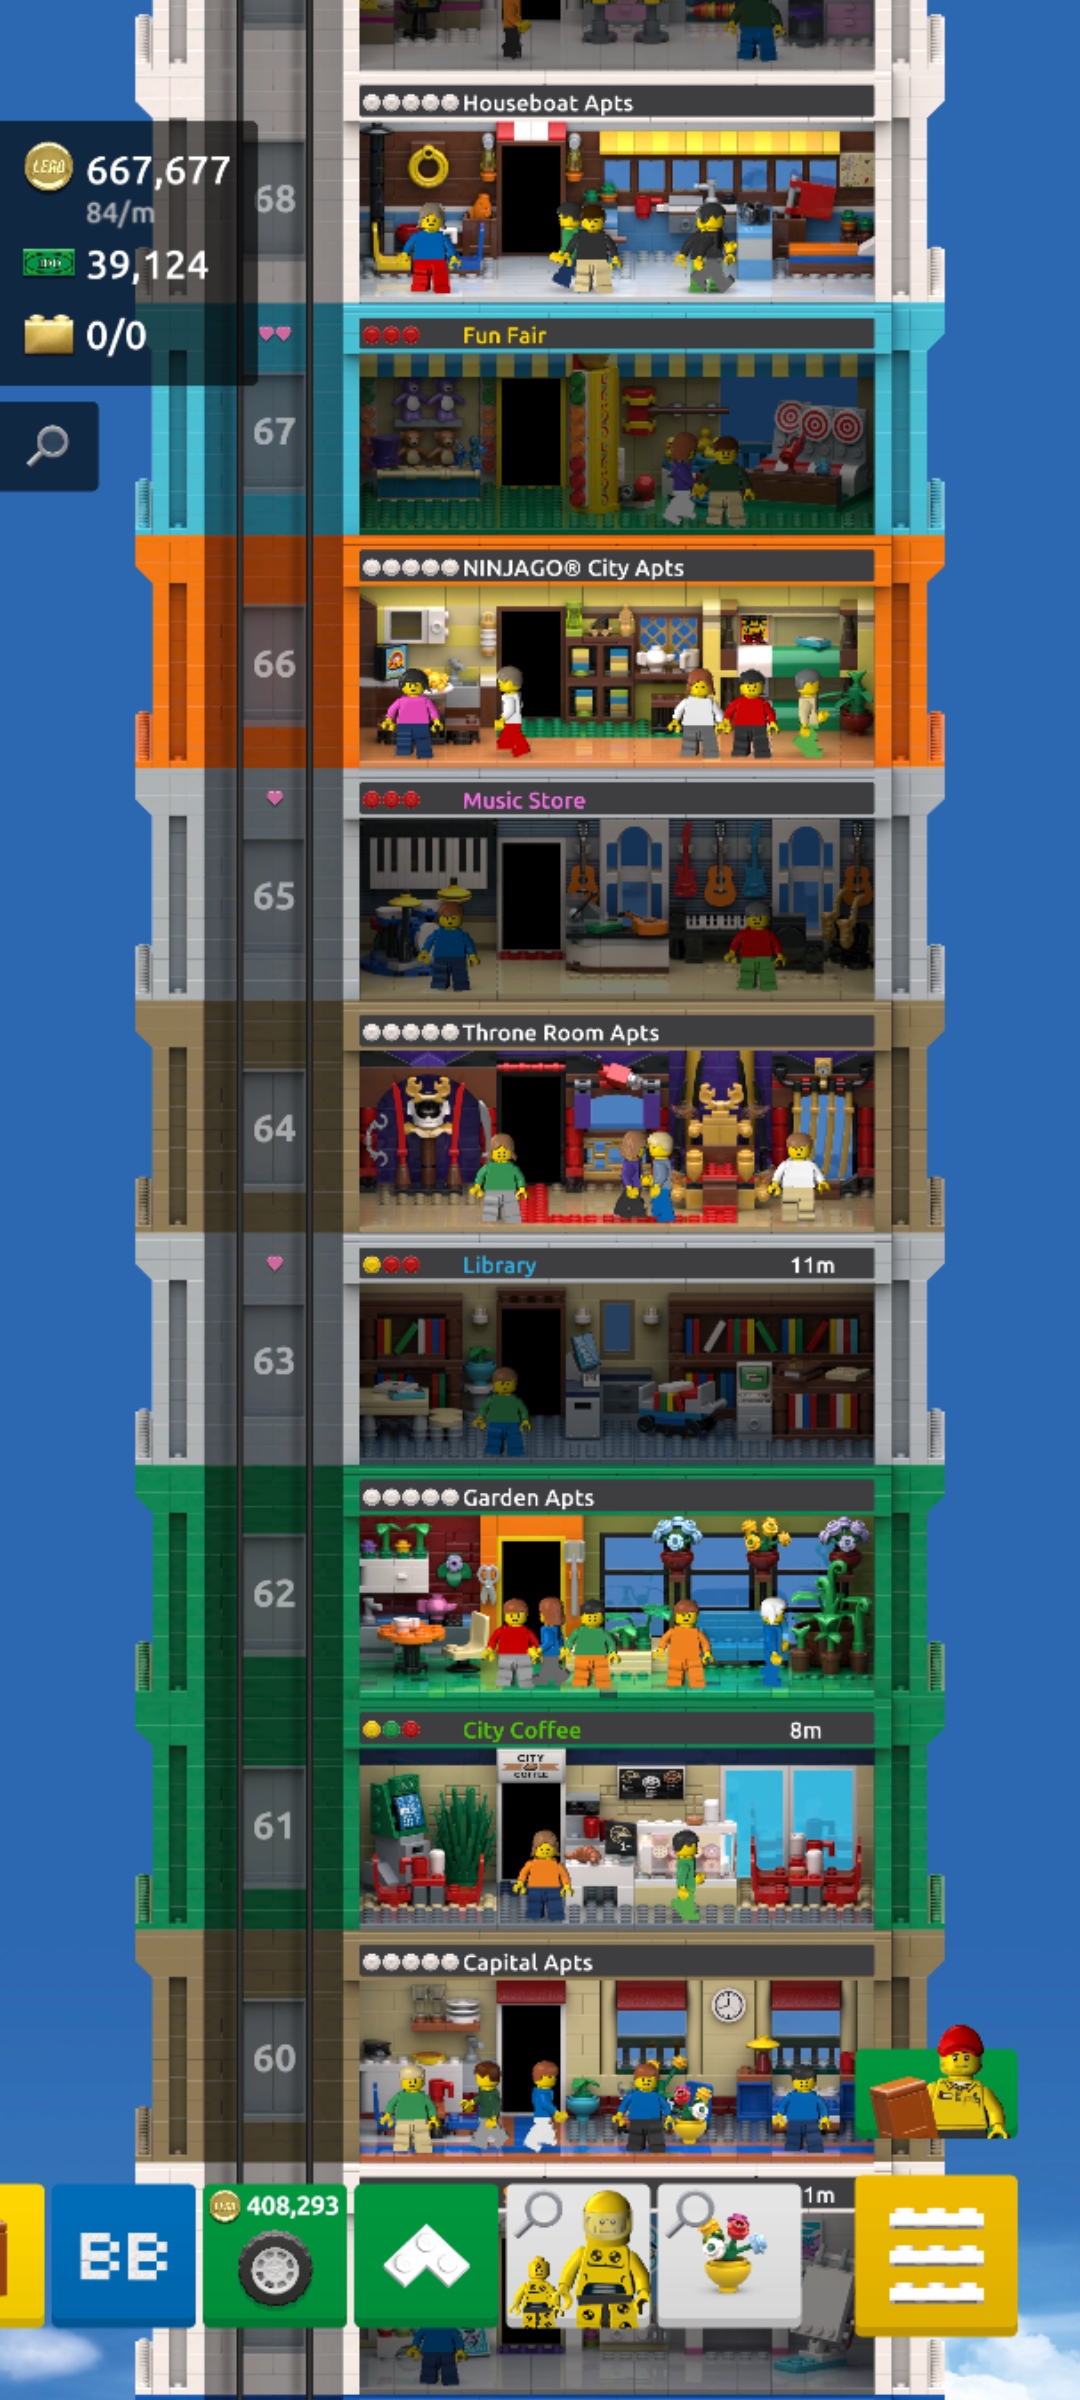 Houseboat Apts
LEGO 667,677
84/m
68
39,124
0/0
Fun Fair
67
NINJAGO® City Apts
66
Music Store
65
Throne Room Apts
64
Library 11m
63
Garden Apts
62
City Coffee 8m
CITY
COFFEE
61
Capital Apts
60
1m
408,293
BB